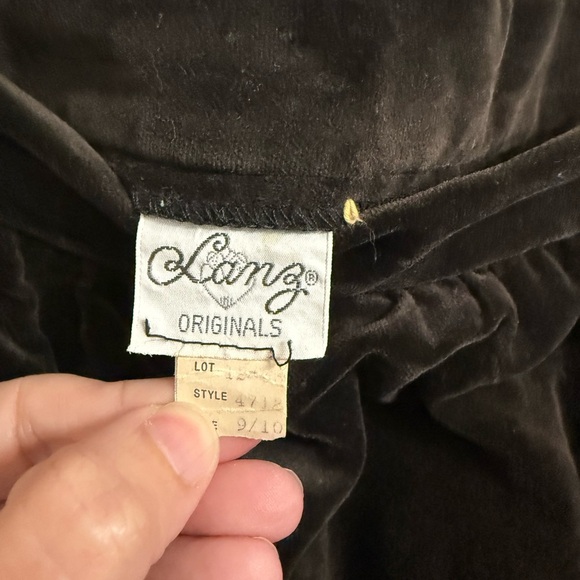 Lanz®
ORIGINALS
LOT
STYLE 4712
9/10